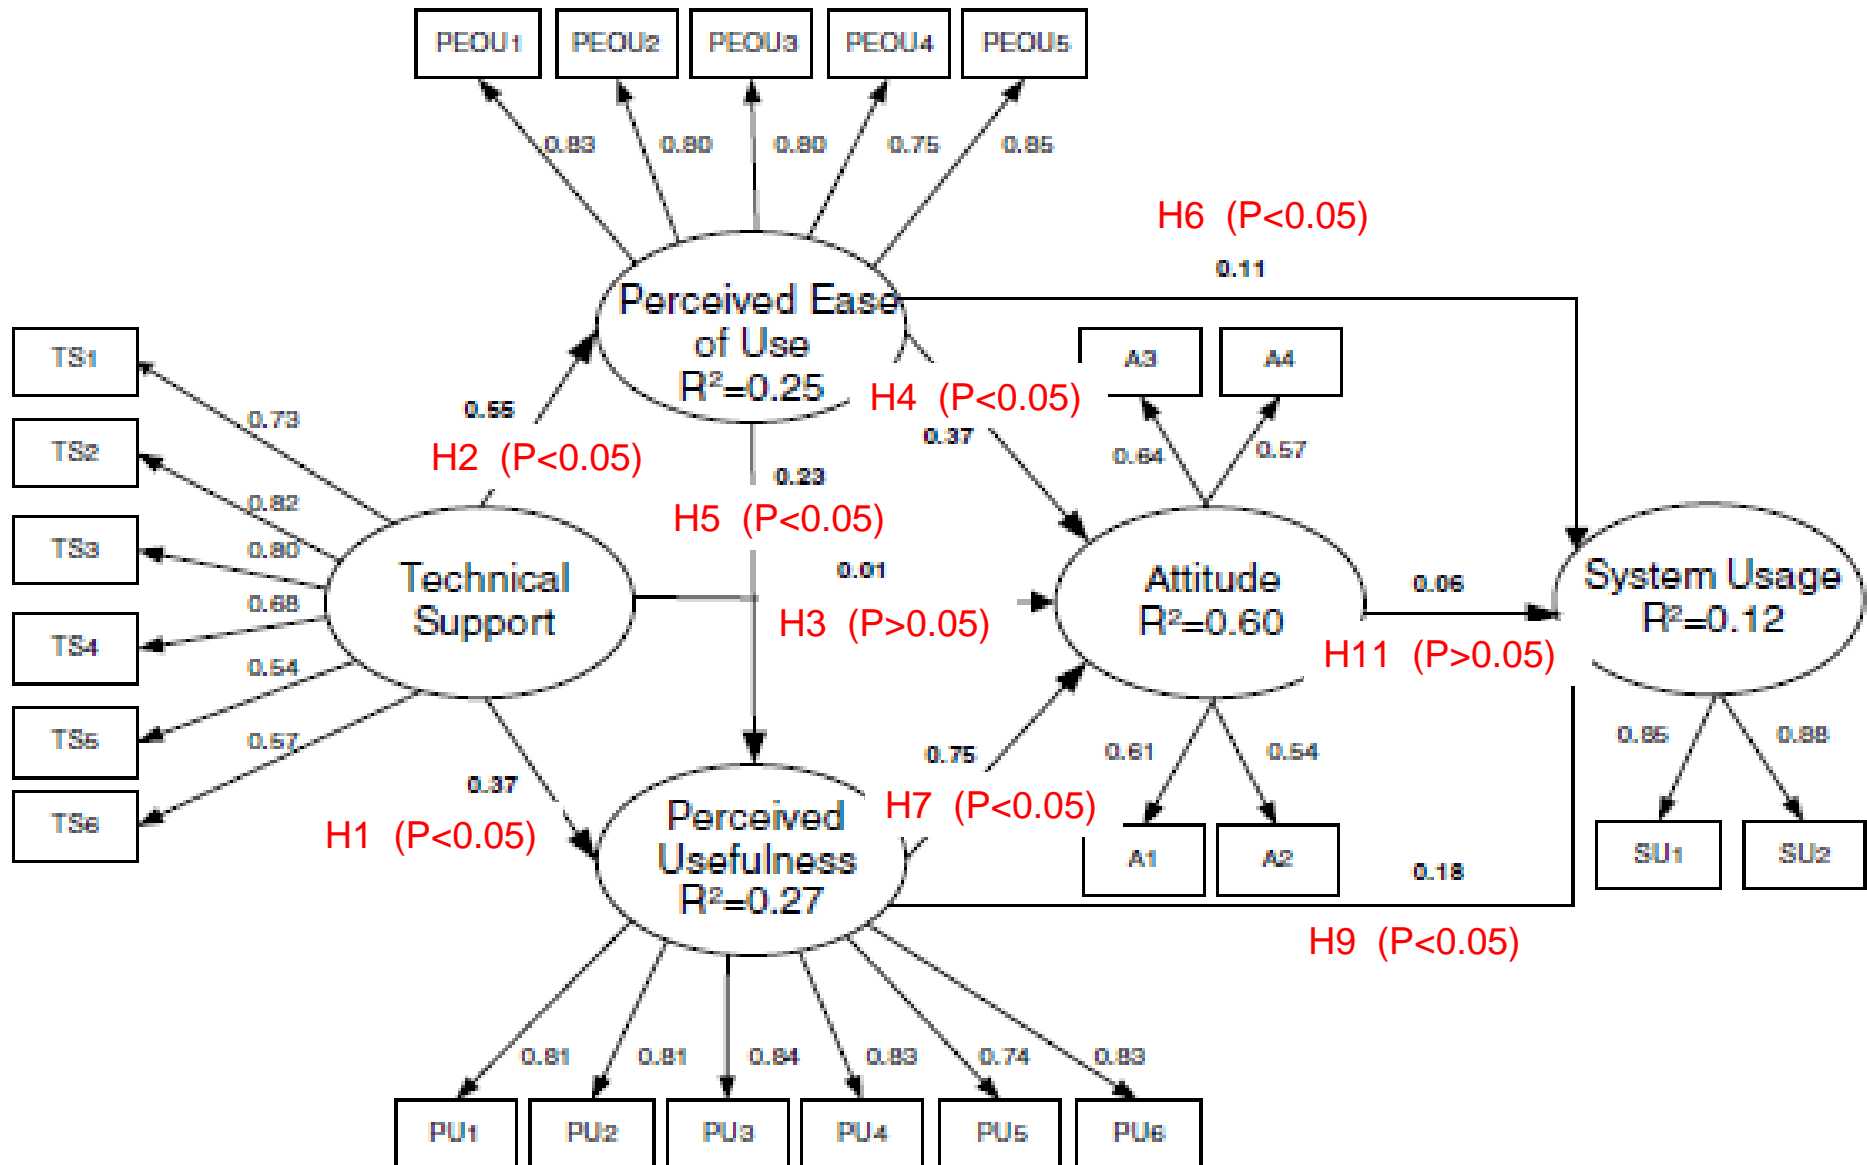 PEOU1 PEOU2 PEOU3 PEOU4 PEOU5
0.83 0.80 0.80 0.75 0.85
H6 (P<0.05)
0.11
Perceived Ease
of Use
R²=0.25
TS1
TS2
TS3
TS4
TS5
TS6
0.73
0.82
0.80
0.68
0.54
0.57
0.55
H2 (P<0.05)
H4 (P<0.05)
0.37
A3 A4
0.64 0.57
0.23
H5 (P<0.05)
Technical
Support
0.01
H3 (P>0.05)
Attitude
R²=0.60
0.06
H11 (P>0.05)
System Usage
R²=0.12
0.37
H1 (P<0.05)
0.75
H7 (P<0.05)
0.61 0.54
A1 A2
0.85 0.88
SU1 SU2
Perceived
Usefulness
R²=0.27
0.18
H9 (P<0.05)
0.81 0.81 0.84 0.83 0.74 0.83
PU1 PU2 PU3 PU4 PU5 PU6